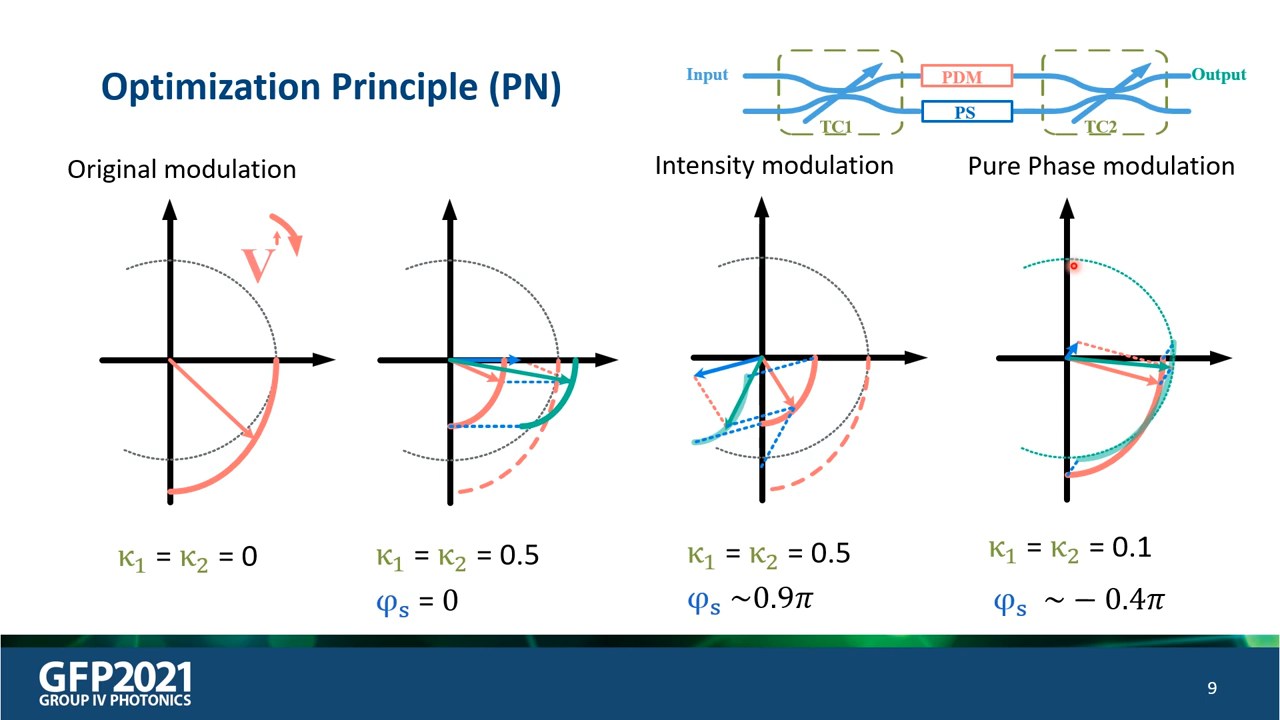 Optimization Principle (PN)
Input
PDM
Output
PS
TC1
TC2
Original modulation
Intensity modulation
Pure Phase modulation
V
κ₁ = κ₂ = 0
κ₁ = κ₂ = 0.5
φₛ = 0
κ₁ = κ₂ = 0.5
φₛ ~0.9π
κ₁ = κ₂ = 0.1
φₛ ~ − 0.4π
GFP2021
GROUP IV PHOTONICS
9